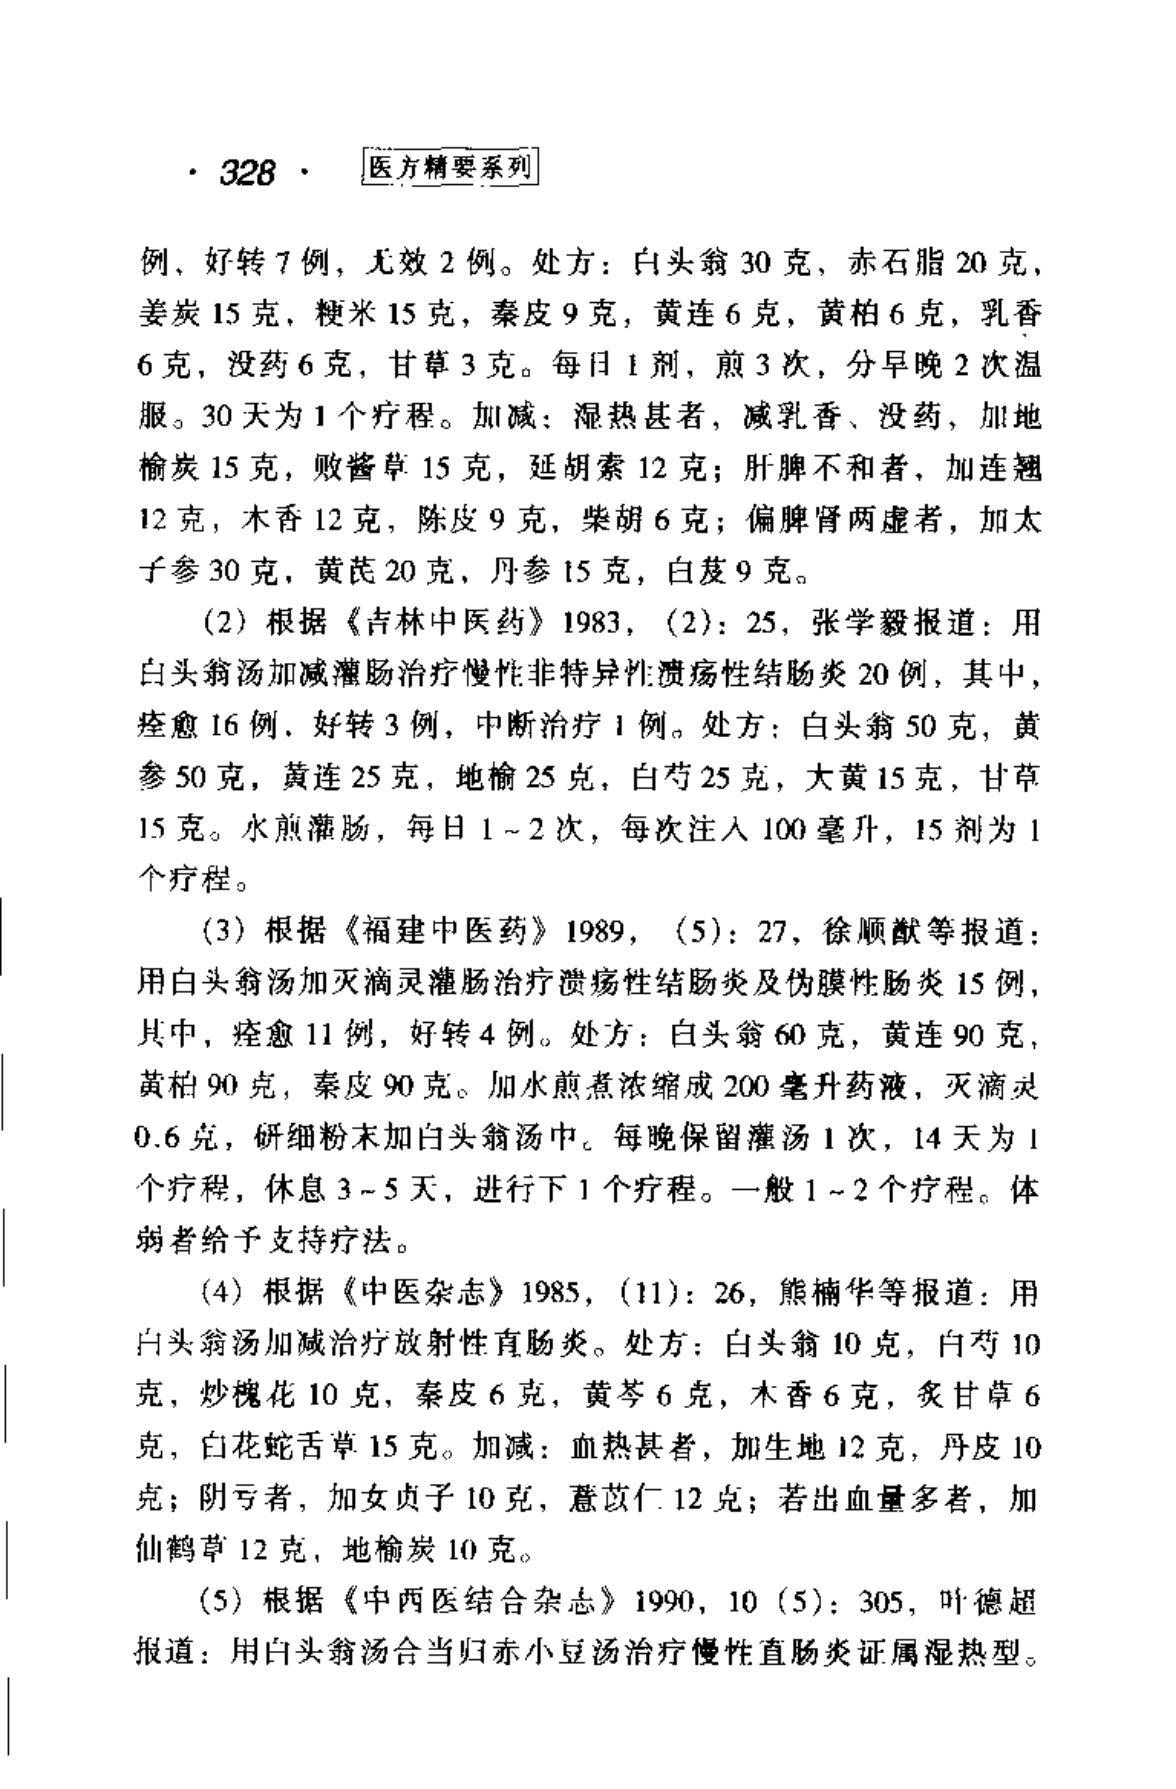 · 328 · 医方精要系列
例、好转 7 例，无效 2 例。处方：白头翁 30 克，赤石脂 20 克，
姜炭 15 克，粳米 15 克，秦皮 9 克，黄连 6 克，黄柏 6 克，乳香
6 克，没药 6 克，甘草 3 克。每日 1 剂，煎 3 次，分早晚 2 次温
服。30 天为 1 个疗程。加减：湿热甚者，减乳香、没药，加地
榆炭 15 克，败酱草 15 克，延胡索 12 克；肝脾不和者，加连翘
12 克，木香 12 克，陈皮 9 克，柴胡 6 克；偏脾肾两虚者，加太
子参 30 克，黄芪 20 克，丹参 15 克，白芨 9 克。
（2）根据《吉林中医药》1983，（2）：25，张学毅报道：用
白头翁汤加减灌肠治疗慢性非特异性溃疡性结肠炎 20 例，其中，
痊愈 16 例，好转 3 例，中断治疗 1 例。处方：白头翁 50 克，黄
参 50 克，黄连 25 克，地榆 25 克，白芍 25 克，大黄 15 克，甘草
15 克。水煎灌肠，每日 1～2 次，每次注入 100 毫升，15 剂为 1
个疗程。
（3）根据《福建中医药》1989，（5）：27，徐顺猷等报道：
用白头翁汤加灭滴灵灌肠治疗溃疡性结肠炎及伪膜性肠炎 15 例，
其中，痊愈 11 例，好转 4 例。处方：白头翁 60 克，黄连 90 克，
黄柏 90 克，秦皮 90 克。加水煎煮浓缩成 200 毫升药液，灭滴灵
0.6 克，研细粉末加白头翁汤中。每晚保留灌汤 1 次，14 天为 1
个疗程，休息 3～5 天，进行下 1 个疗程。一般 1～2 个疗程。体
弱者给予支持疗法。
（4）根据《中医杂志》1985，（11）：26，熊楠华等报道：用
白头翁汤加减治疗放射性直肠炎。处方：白头翁 10 克，白芍 10
克，炒槐花 10 克，秦皮 6 克，黄芩 6 克，木香 6 克，炙甘草 6
克，白花蛇舌草 15 克。加减：血热甚者，加生地 12 克，丹皮 10
克；阴亏者，加女贞子 10 克，薏苡仁 12 克；若出血量多者，加
仙鹤草 12 克，地榆炭 10 克。
（5）根据《中西医结合杂志》1990，10（5）：305，叶德超
报道：用白头翁汤合当归赤小豆汤治疗慢性直肠炎证属湿热型。